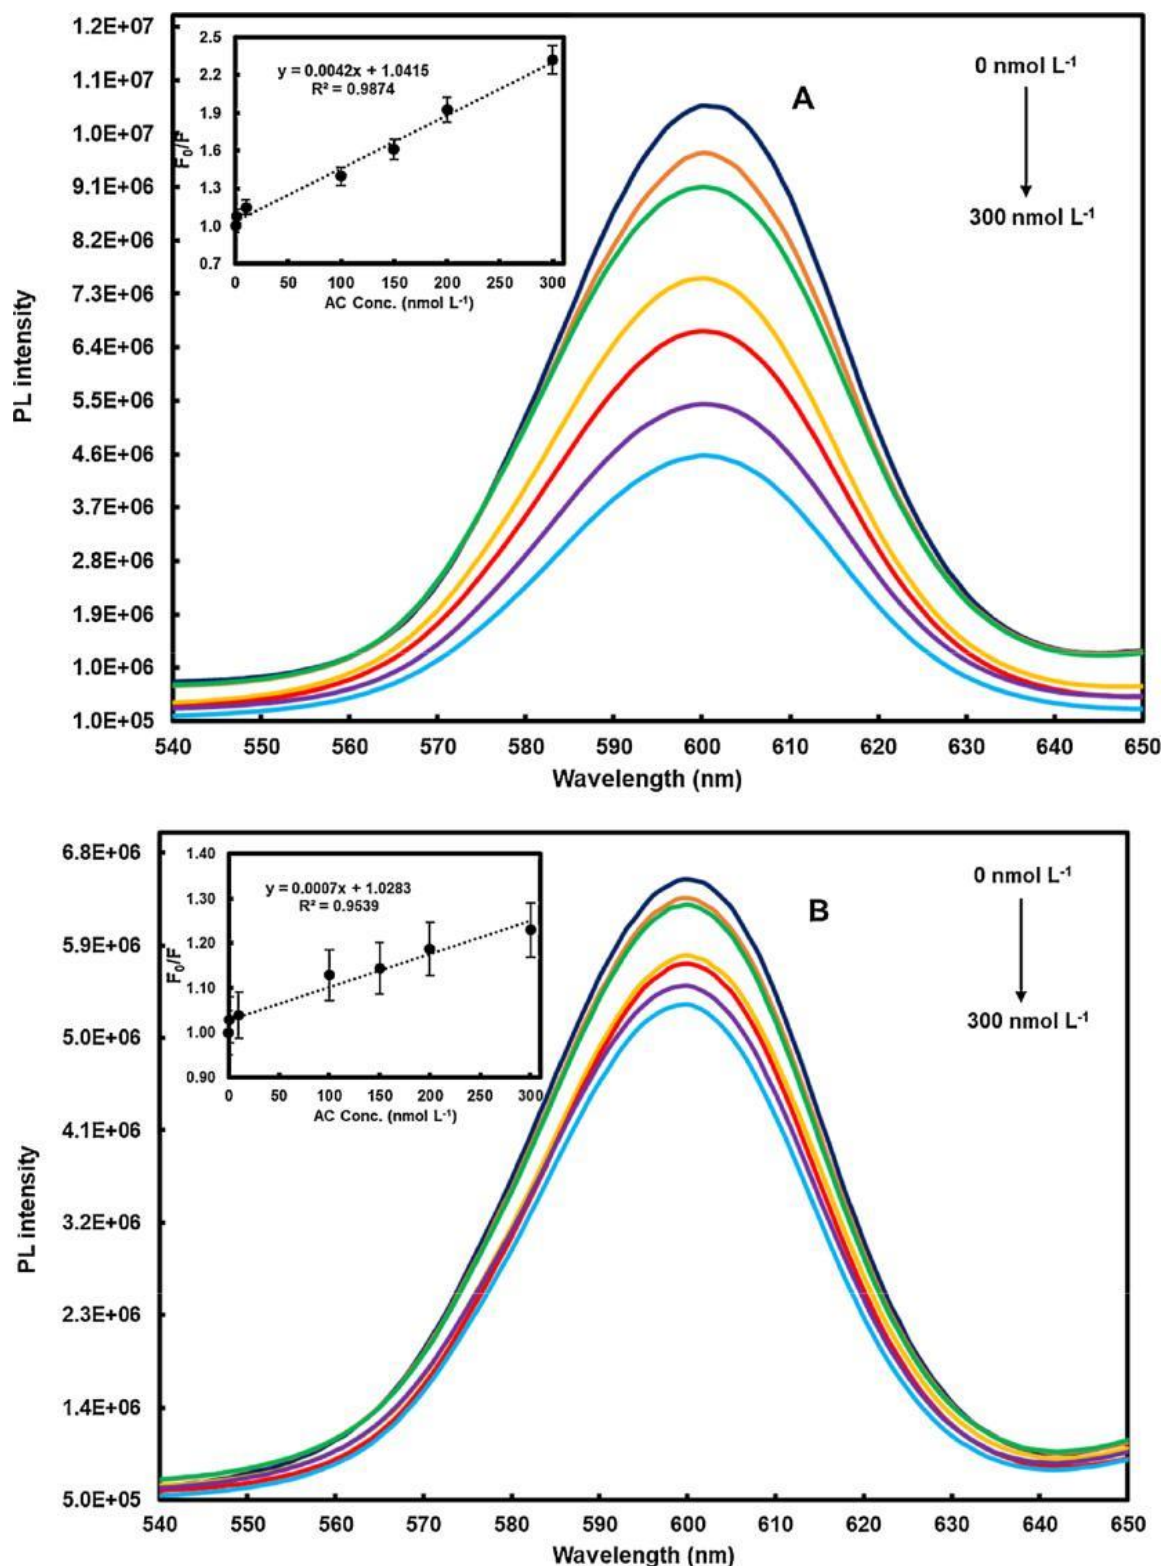 1.2E+07
1.1E+07
1.0E+07
9.1E+06
8.2E+06
7.3E+06
6.4E+06
5.5E+06
4.6E+06
3.7E+06
2.8E+06
1.9E+06
1.0E+06
1.0E+05
PL intensity
540 550 560 570 580 590 600 610 620 630 640 650
Wavelength (nm)
A
0 nmol L⁻¹
300 nmol L⁻¹
2.5
2.2
1.9
1.6
1.3
1.0
0.7
F₀/F
y = 0.0042x + 1.0415
R² = 0.9874
0 50 100 150 200 250 300
AC Conc. (nmol L⁻¹)
6.8E+06
5.9E+06
5.0E+06
4.1E+06
3.2E+06
2.3E+06
1.4E+06
5.0E+05
PL intensity
540 550 560 570 580 590 600 610 620 630 640 650
Wavelength (nm)
B
0 nmol L⁻¹
300 nmol L⁻¹
1.40
1.30
1.20
1.10
1.00
0.90
F₀/F
y = 0.0007x + 1.0283
R² = 0.9539
0 50 100 150 200 250 300
AC Conc. (nmol L⁻¹)